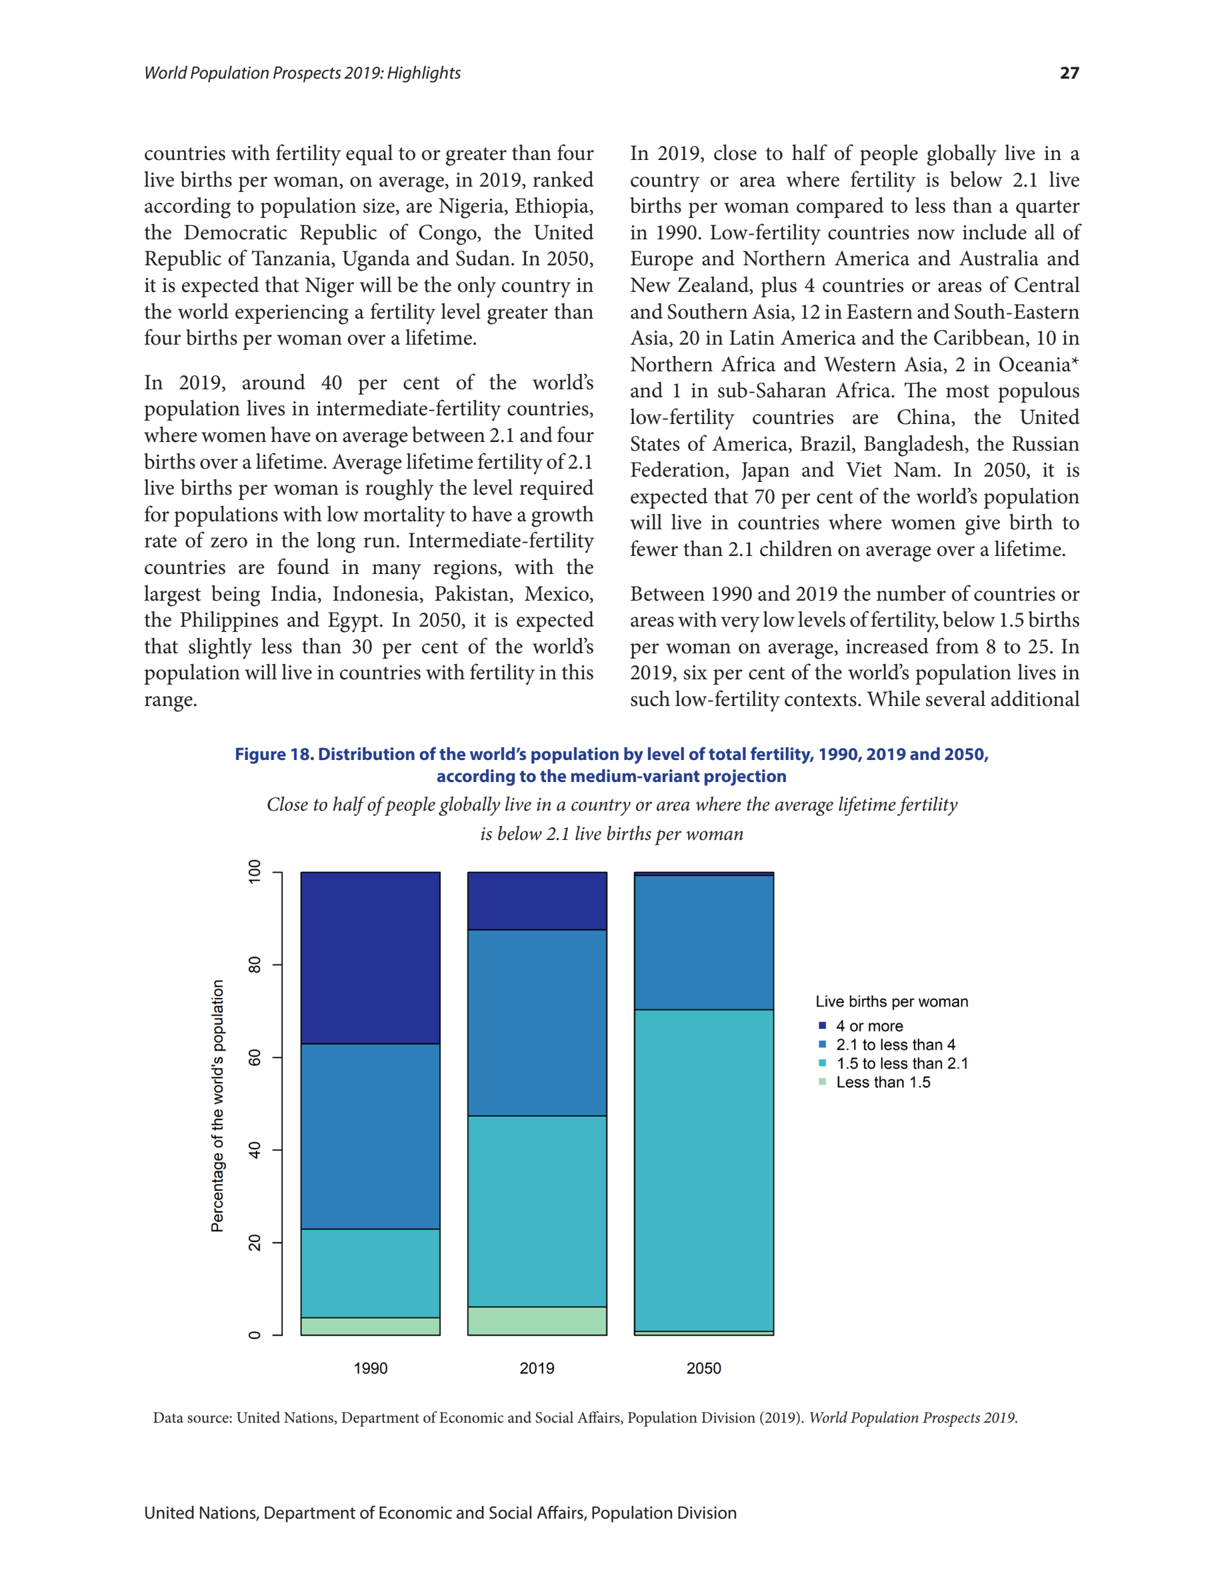 World Population Prospects 2019: Highlights
27
countries with fertility equal to or greater than four
live births per woman, on average, in 2019, ranked
according to population size, are Nigeria, Ethiopia,
the Democratic Republic of Congo, the United
Republic of Tanzania, Uganda and Sudan. In 2050,
it is expected that Niger will be the only country in
the world experiencing a fertility level greater than
four births per woman over a lifetime.
In 2019, around 40 per cent of the world’s
population lives in intermediate-fertility countries,
where women have on average between 2.1 and four
births over a lifetime. Average lifetime fertility of 2.1
live births per woman is roughly the level required
for populations with low mortality to have a growth
rate of zero in the long run. Intermediate-fertility
countries are found in many regions, with the
largest being India, Indonesia, Pakistan, Mexico,
the Philippines and Egypt. In 2050, it is expected
that slightly less than 30 per cent of the world’s
population will live in countries with fertility in this
range.
In 2019, close to half of people globally live in a
country or area where fertility is below 2.1 live
births per woman compared to less than a quarter
in 1990. Low-fertility countries now include all of
Europe and Northern America and Australia and
New Zealand, plus 4 countries or areas of Central
and Southern Asia, 12 in Eastern and South-Eastern
Asia, 20 in Latin America and the Caribbean, 10 in
Northern Africa and Western Asia, 2 in Oceania*
and 1 in sub-Saharan Africa. The most populous
low-fertility countries are China, the United
States of America, Brazil, Bangladesh, the Russian
Federation, Japan and Viet Nam. In 2050, it is
expected that 70 per cent of the world’s population
will live in countries where women give birth to
fewer than 2.1 children on average over a lifetime.
Between 1990 and 2019 the number of countries or
areas with very low levels of fertility, below 1.5 births
per woman on average, increased from 8 to 25. In
2019, six per cent of the world’s population lives in
such low-fertility contexts. While several additional
Figure 18. Distribution of the world’s population by level of total fertility, 1990, 2019 and 2050,
according to the medium-variant projection
Close to half of people globally live in a country or area where the average lifetime fertility
is below 2.1 live births per woman
Percentage of the world's population
100
80
60
40
20
0
1990
2019
2050
Live births per woman
4 or more
2.1 to less than 4
1.5 to less than 2.1
Less than 1.5
Data source: United Nations, Department of Economic and Social Affairs, Population Division (2019). World Population Prospects 2019.
United Nations, Department of Economic and Social Affairs, Population Division